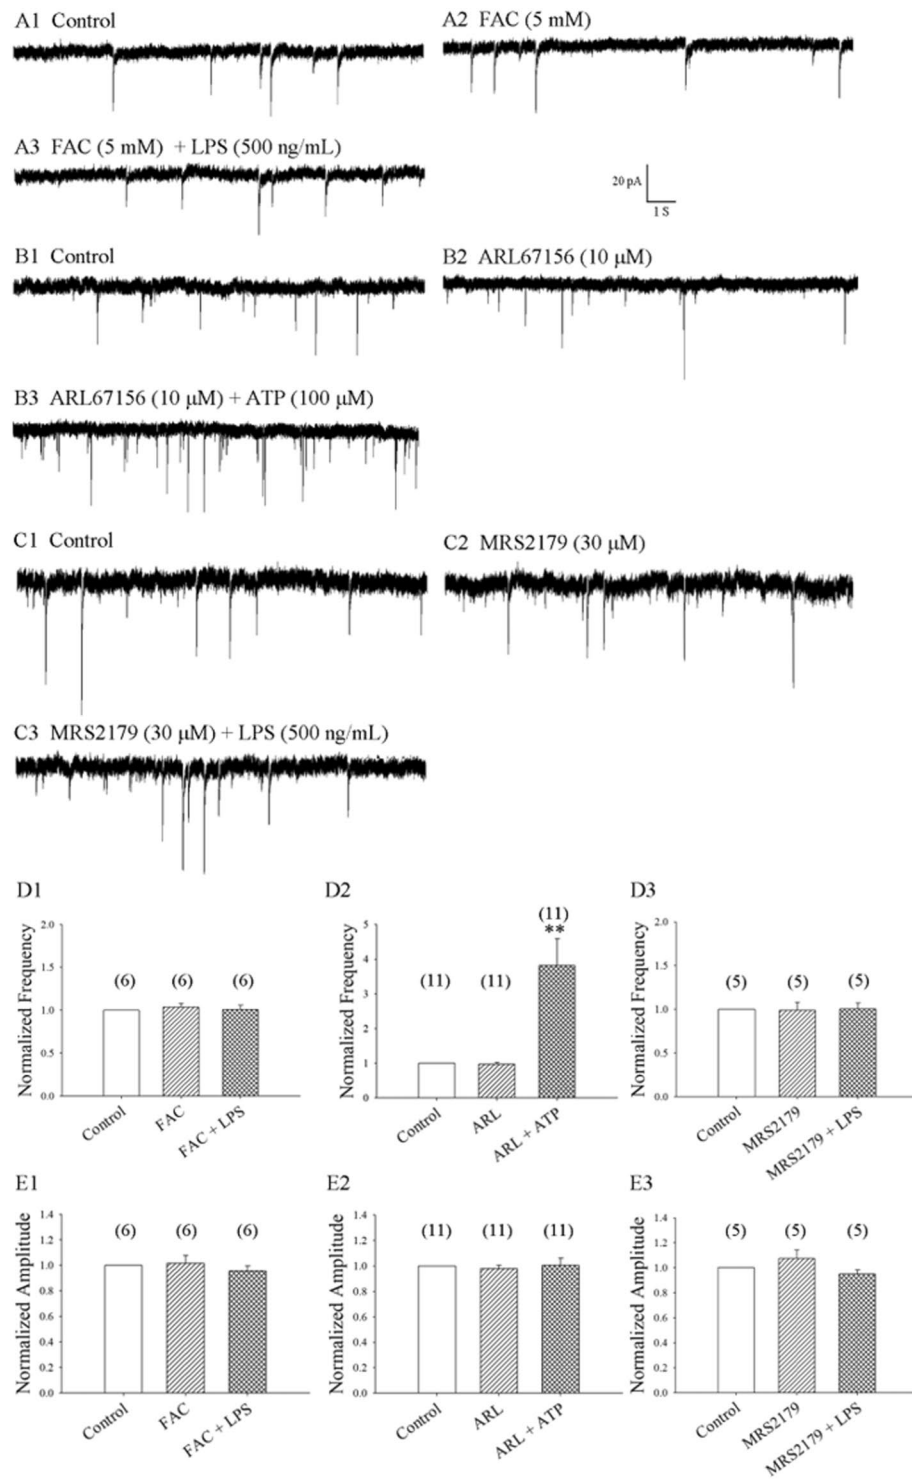 A1 Control
A2 FAC (5 mM)
A3 FAC (5 mM) + LPS (500 ng/mL)
20 pA
1 S
B1 Control
B2 ARL67156 (10 μM)
B3 ARL67156 (10 μM) + ATP (100 μM)
C1 Control
C2 MRS2179 (30 μM)
C3 MRS2179 (30 μM) + LPS (500 ng/mL)
D1
Normalized Frequency
2.0
1.5
1.0
0.5
0.0
(6) (6) (6)
Control FAC FAC + LPS
D2
Normalized Frequency
5
4
3
2
1
0
(11) (11) (11)
**
Control ARL ARL + ATP
D3
Normalized Frequency
2.0
1.5
1.0
0.5
0.0
(5) (5) (5)
Control MRS2179 MRS2179 + LPS
E1
Normalized Amplitude
1.4
1.2
1.0
0.8
0.6
0.4
0.2
0.0
(6) (6) (6)
Control FAC FAC + LPS
E2
Normalized Amplitude
1.4
1.2
1.0
0.8
0.6
0.4
0.2
0.0
(11) (11) (11)
Control ARL ARL + ATP
E3
Normalized Amplitude
1.4
1.2
1.0
0.8
0.6
0.4
0.2
0.0
(5) (5) (5)
Control MRS2179 MRS2179 + LPS